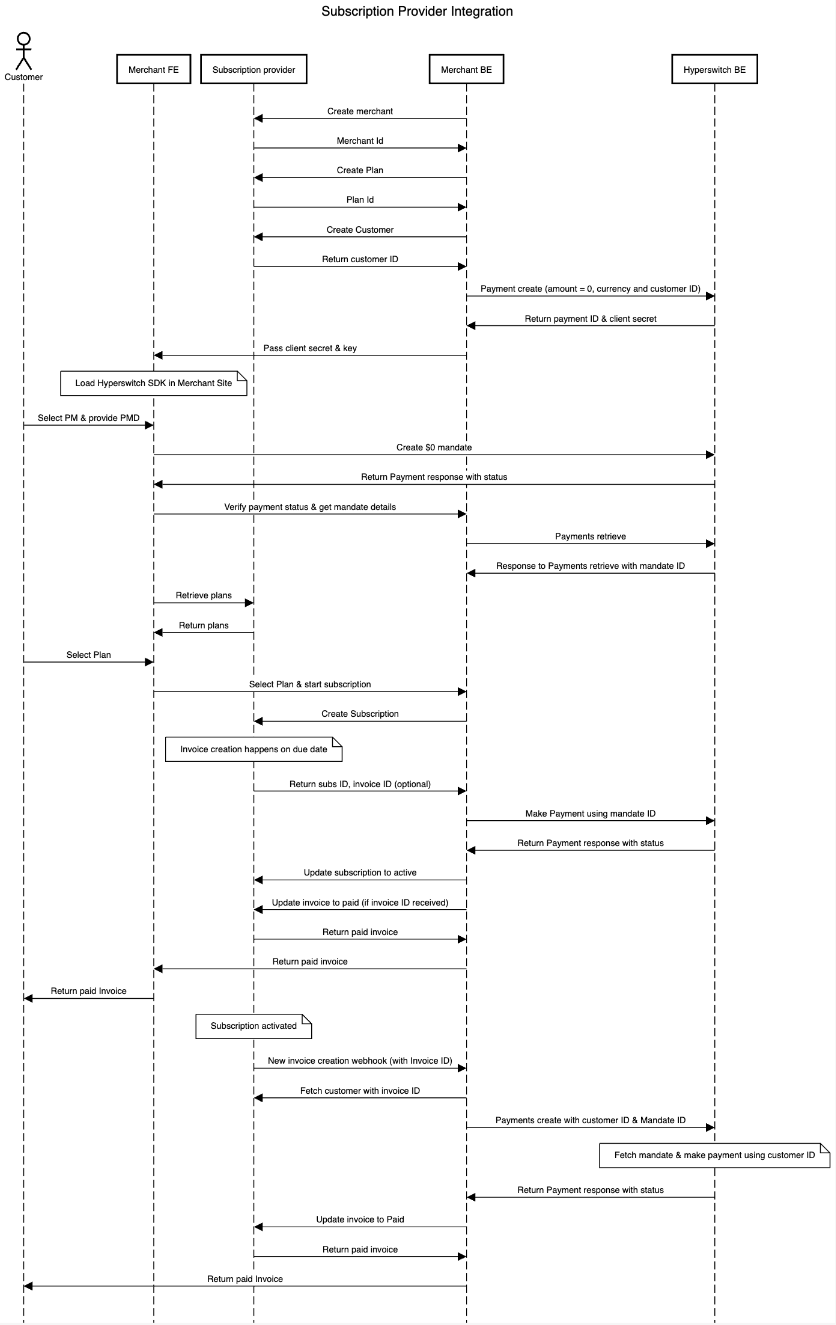 Subscription Provider Integration
Customer
Merchant FE
Subscription provider
Merchant BE
Hyperswitch BE
Create merchant
Merchant Id
Create Plan
Plan Id
Create Customer
Return customer ID
Payment create (amount = 0, currency and customer ID)
Return payment ID & client secret
Pass client secret & key
Load Hyperswitch SDK in Merchant Site
Select PM & provide PMD
Create $0 mandate
Return Payment response with status
Verify payment status & get mandate details
Payments retrieve
Response to Payments retrieve with mandate ID
Retrieve plans
Return plans
Select Plan
Select Plan & start subscription
Create Subscription
Invoice creation happens on due date
Return subs ID, invoice ID (optional)
Make Payment using mandate ID
Return Payment response with status
Update subscription to active
Update invoice to paid (if invoice ID received)
Return paid invoice
Return paid invoice
Return paid Invoice
Subscription activated
New invoice creation webhook (with Invoice ID)
Fetch customer with invoice ID
Payments create with customer ID & Mandate ID
Fetch mandate & make payment using customer ID
Return Payment response with status
Update invoice to Paid
Return paid invoice
Return paid Invoice